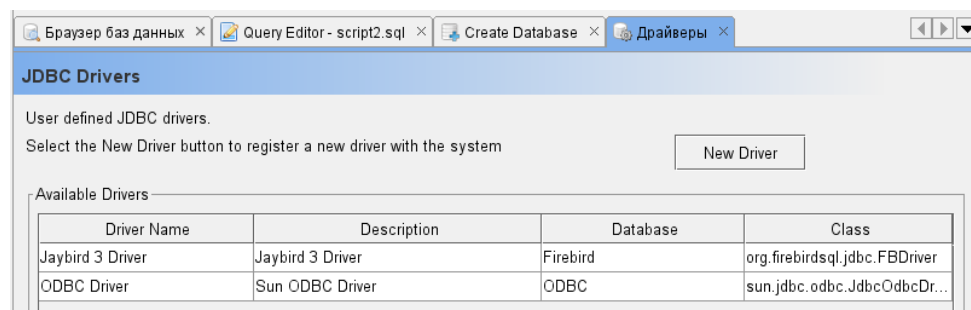 Браузер баз данных × Query Editor - script2.sql × Create Database × Драйверы ×
JDBC Drivers
User defined JDBC drivers.
Select the New Driver button to register a new driver with the system
New Driver
Available Drivers
Driver Name Description Database Class
Jaybird 3 Driver Jaybird 3 Driver Firebird org.firebirdsql.jdbc.FBDriver
ODBC Driver Sun ODBC Driver ODBC sun.jdbc.odbc.JdbcOdbcDr...